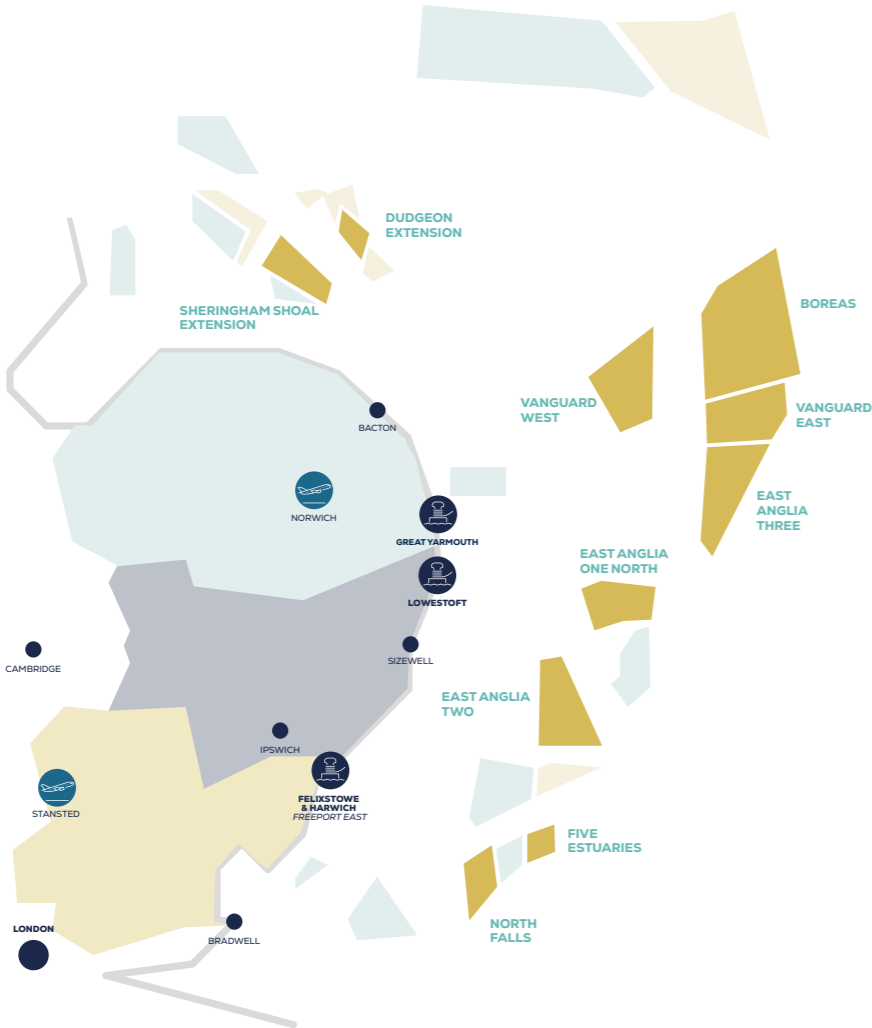 DUDGEON
EXTENSION
BOREAS
SHERINGHAM SHOAL
EXTENSION
VANGUARD
WEST
VANGUARD
EAST
BACTON
NORWICH
EAST
ANGLIA
THREE
GREAT YARMOUTH
EAST ANGLIA
ONE NORTH
LOWESTOFT
CAMBRIDGE
SIZEWELL
EAST ANGLIA
TWO
IPSWICH
STANSTED
FELIXSTOWE
& HARWICH
FREEPORT EAST
FIVE
ESTUARIES
LONDON
BRADWELL
NORTH
FALLS